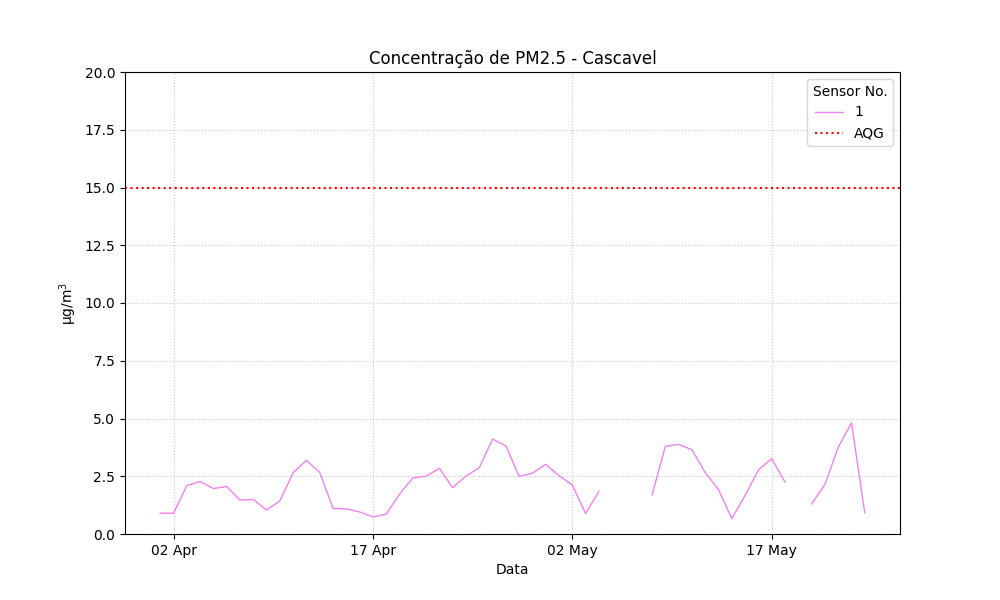 Concentração de PM2.5 - Cascavel
20.0
17.5
15.0
12.5
10.0
7.5
5.0
2.5
0.0
µg/m³
Sensor No.
1
AQG
02 Apr
17 Apr
02 May
17 May
Data